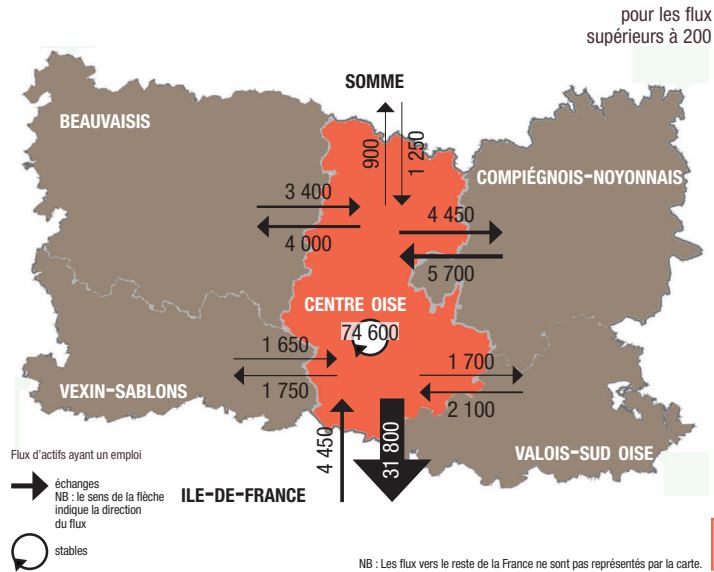 pour les flux
supérieurs à 200
SOMME
BEAUVAISIS
900
1 250
COMPIÉGNOIS-NOYONNAIS
3 400
4 450
4 000
5 700
CENTRE OISE
74 600
1 650
1 700
VEXIN-SABLONS
1 750
2 100
4 450
31 800
VALOIS-SUD OISE
Flux d'actifs ayant un emploi
échanges
NB : le sens de la flèche
indique la direction
du flux
ILE-DE-FRANCE
stables
NB : Les flux vers le reste de la France ne sont pas représentés par la carte.